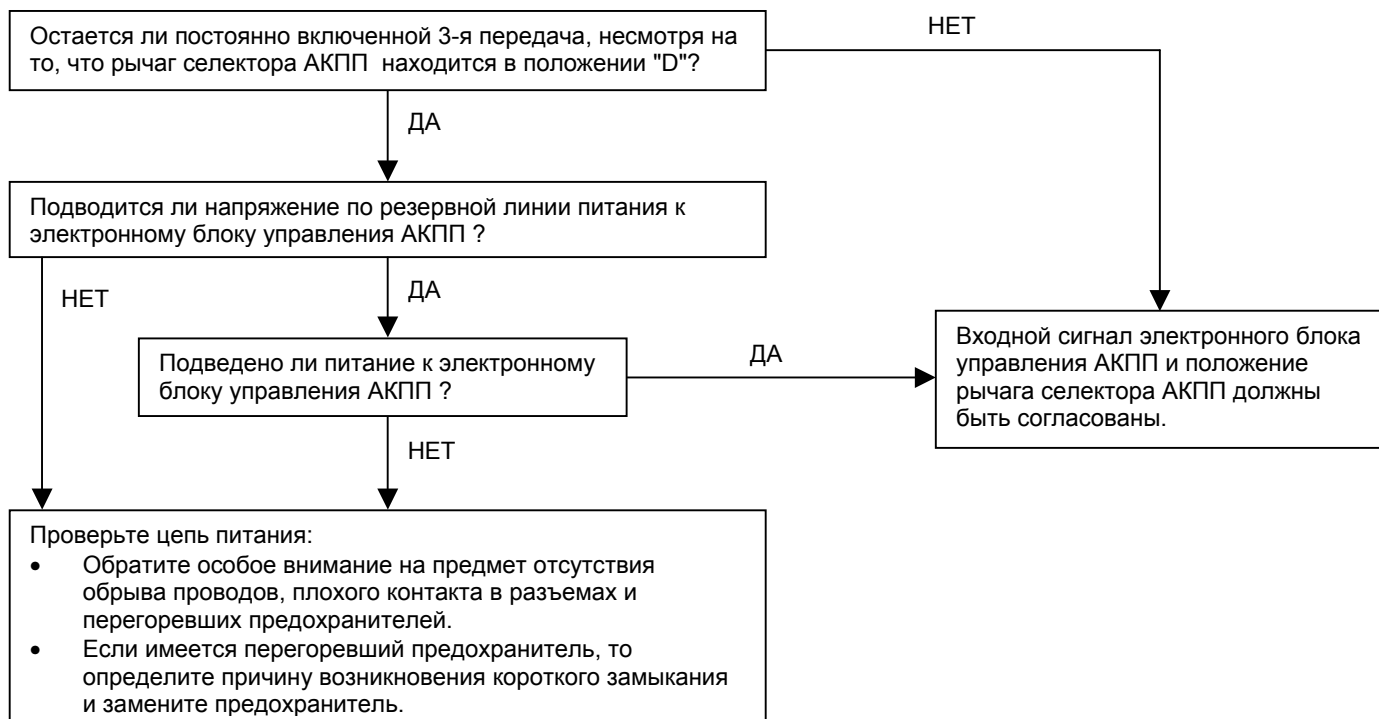 Остается ли постоянно включенной 3-я передача, несмотря на
то, что рычаг селектора АКПП находится в положении "D"?
НЕТ
ДА
Подводится ли напряжение по резервной линии питания к
электронному блоку управления АКПП ?
НЕТ
ДА
Подведено ли питание к электронному
блоку управления АКПП ?
ДА
Входной сигнал электронного блока
управления АКПП и положение
рычага селектора АКПП должны
быть согласованы.
НЕТ
Проверьте цепь питания:
• Обратите особое внимание на предмет отсутствия
обрыва проводов, плохого контакта в разъемах и
перегоревших предохранителей.
• Если имеется перегоревший предохранитель, то
определите причину возникновения короткого замыкания
и замените предохранитель.